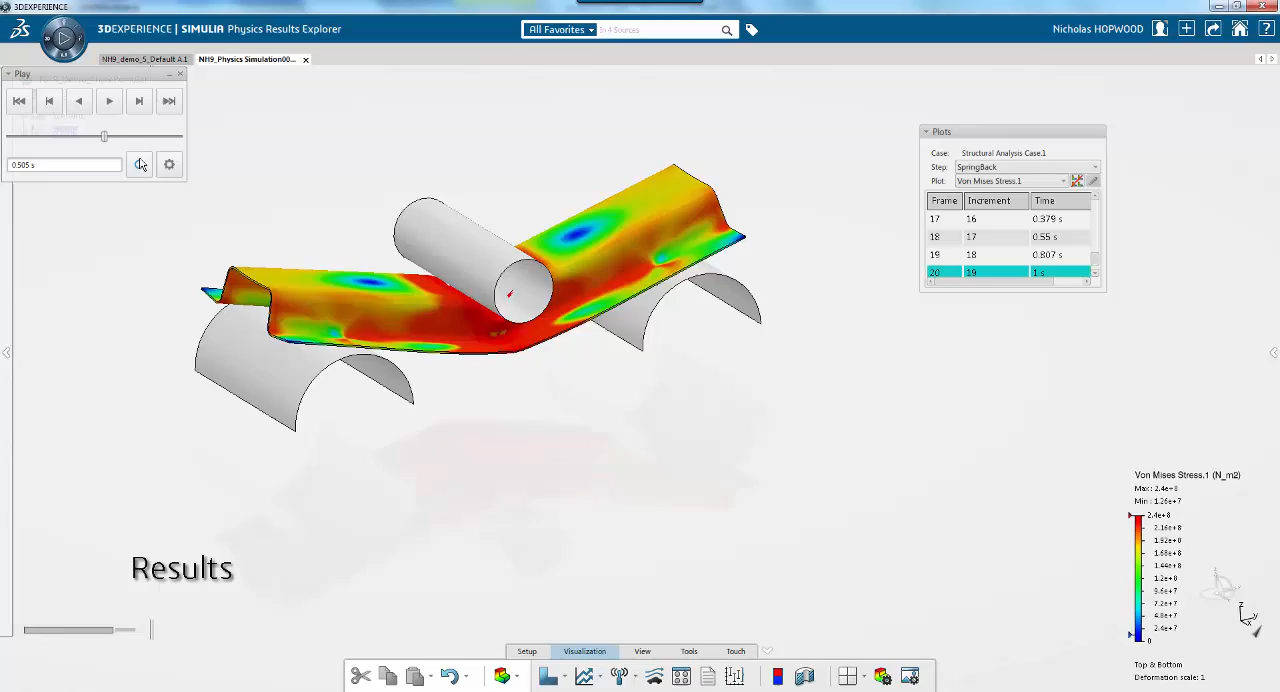 3DEXPERIENCE
3DEXPERIENCE | SIMULIA Physics Results Explorer
All Favorites
In 4 Sources
Nicholas HOPWOOD
NH9_demo_5_Default A.1
NH9_Physics Simulation00...
Play
0.505 s
Plots
Case: Structural Analysis Case.1
Step: SpringBack
Plot: Von Mises Stress.1
Frame Increment Time
17 16 0.379 s
18 17 0.55 s
19 18 0.807 s
20 19 1 s
Von Mises Stress.1 (N_m2)
Max: 2.4e+8
Min: 1.26e+7
2.4e+8
2.16e+8
1.92e+8
1.68e+8
1.44e+8
1.2e+8
9.6e+7
7.2e+7
4.8e+7
2.4e+7
0
Results
Z
Y
X
Top & Bottom
Deformation scale: 1
Setup Visualization View Tools Touch